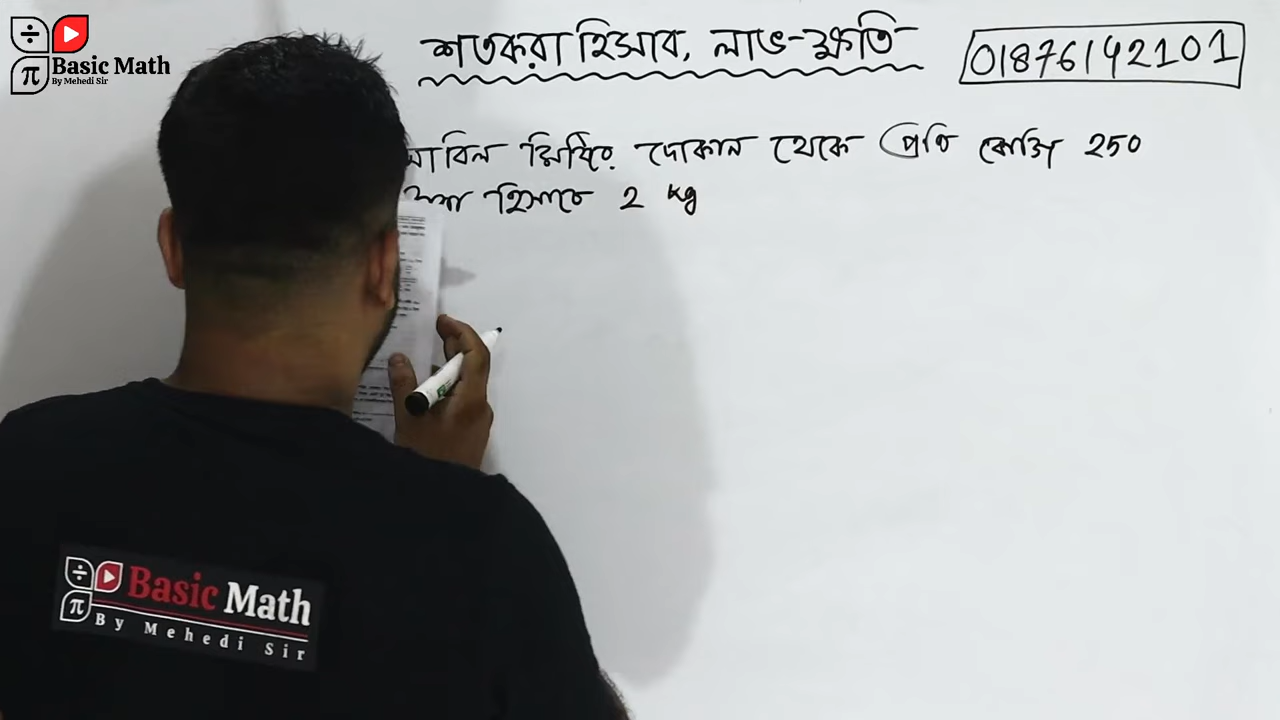 শতকরা হিসাব, লাভ-ক্ষতি
01876142101
Basic Math
By Mehedi Sir
সাবিল মিষ্টির দোকান থেকে প্রতি কেজি 250
হিসাবে 2 kg
Basic Math
By Mehedi Sir